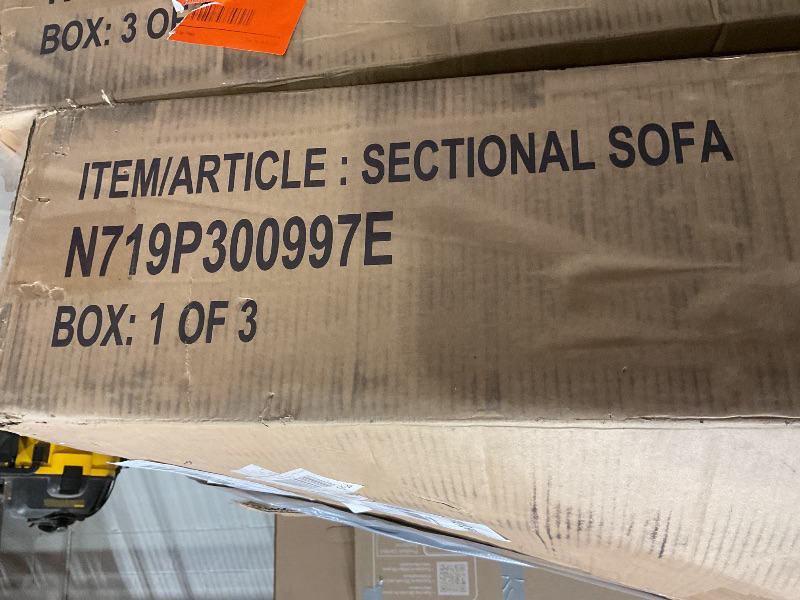 BOX: 3 OF
ITEM/ARTICLE : SECTIONAL SOFA
N719P300997E
BOX: 1 OF 3